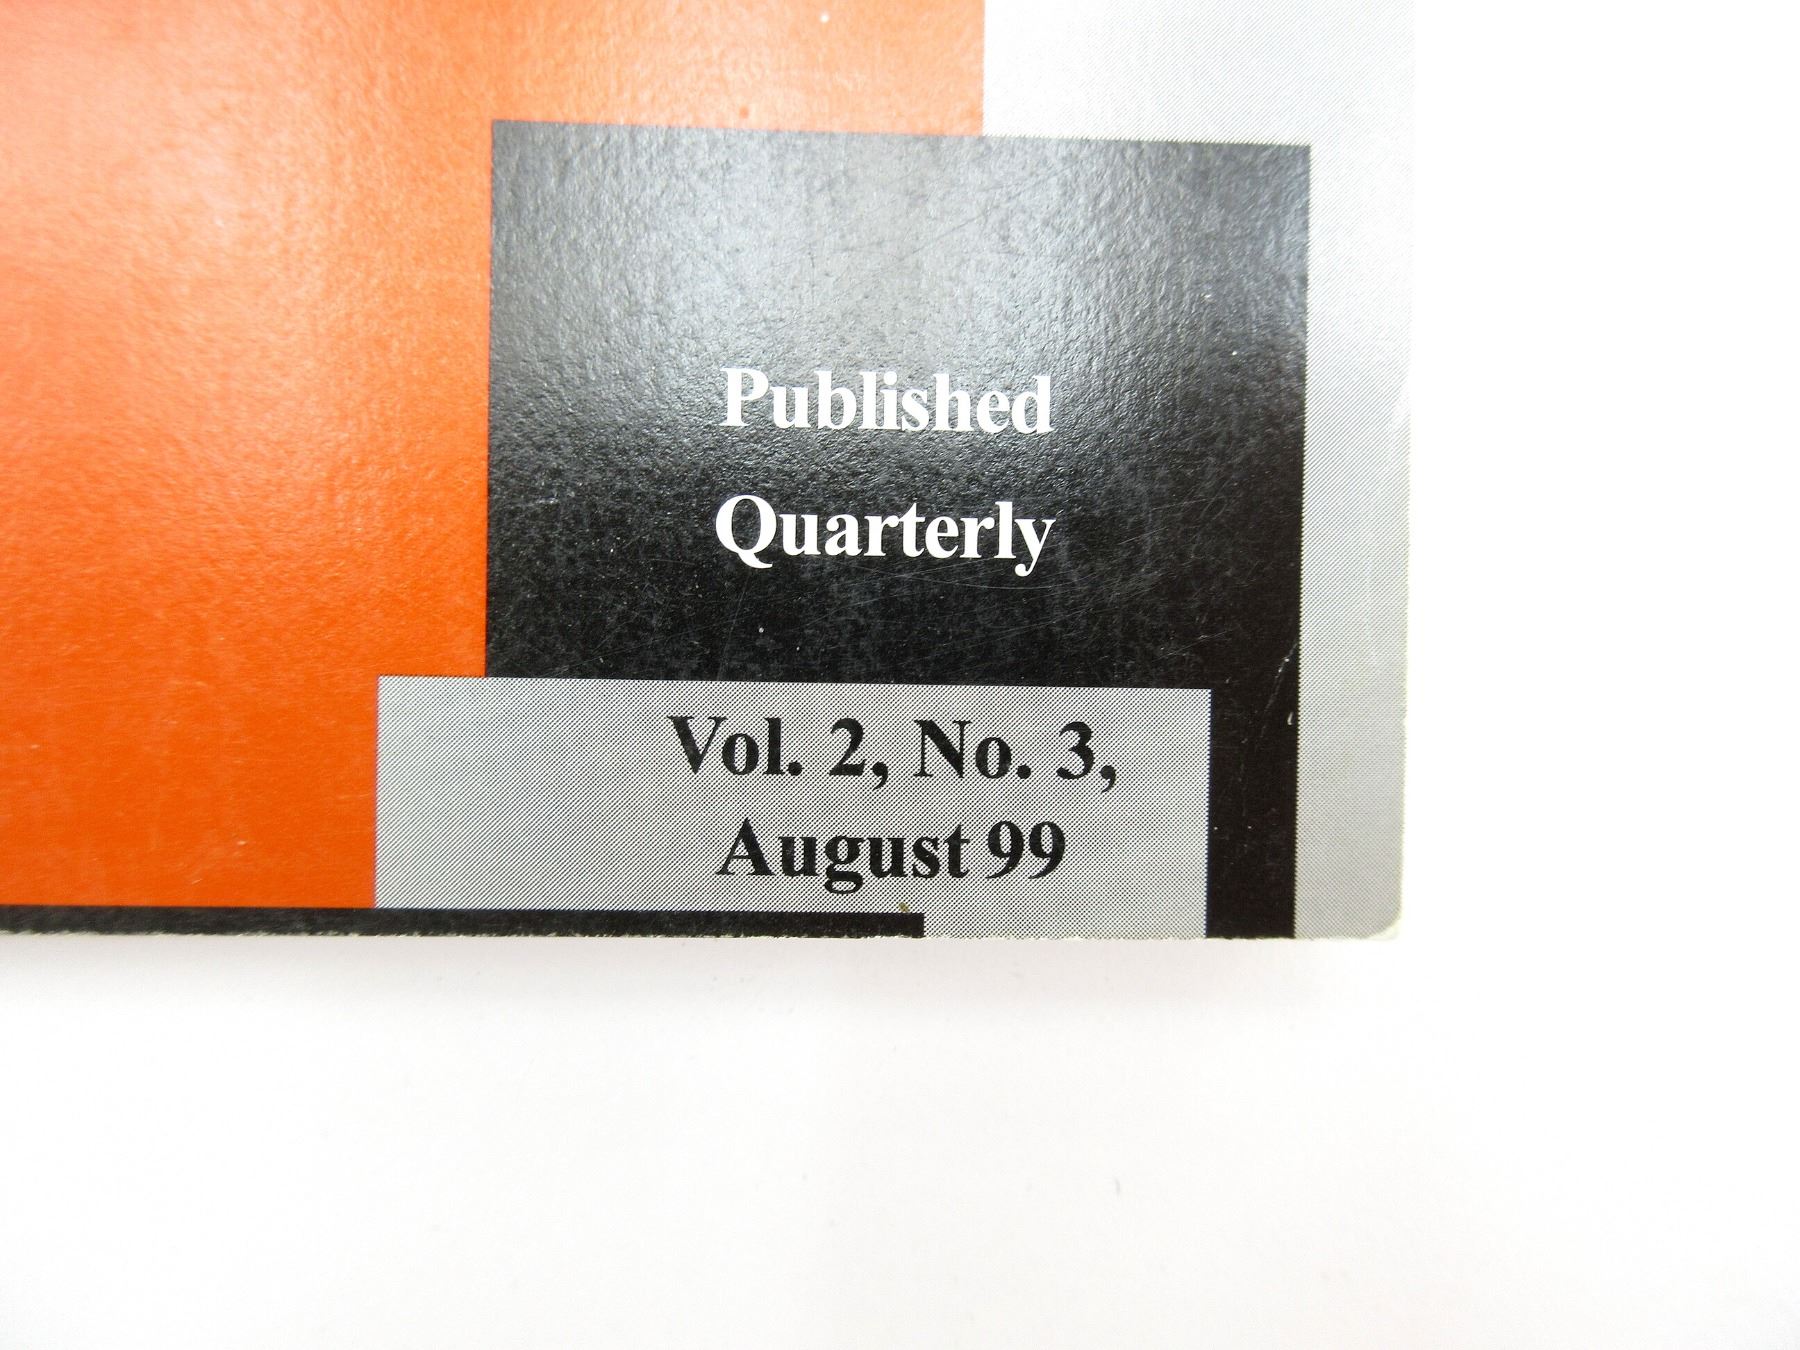 Published
Quarterly
Vol. 2, No. 3,
August 99